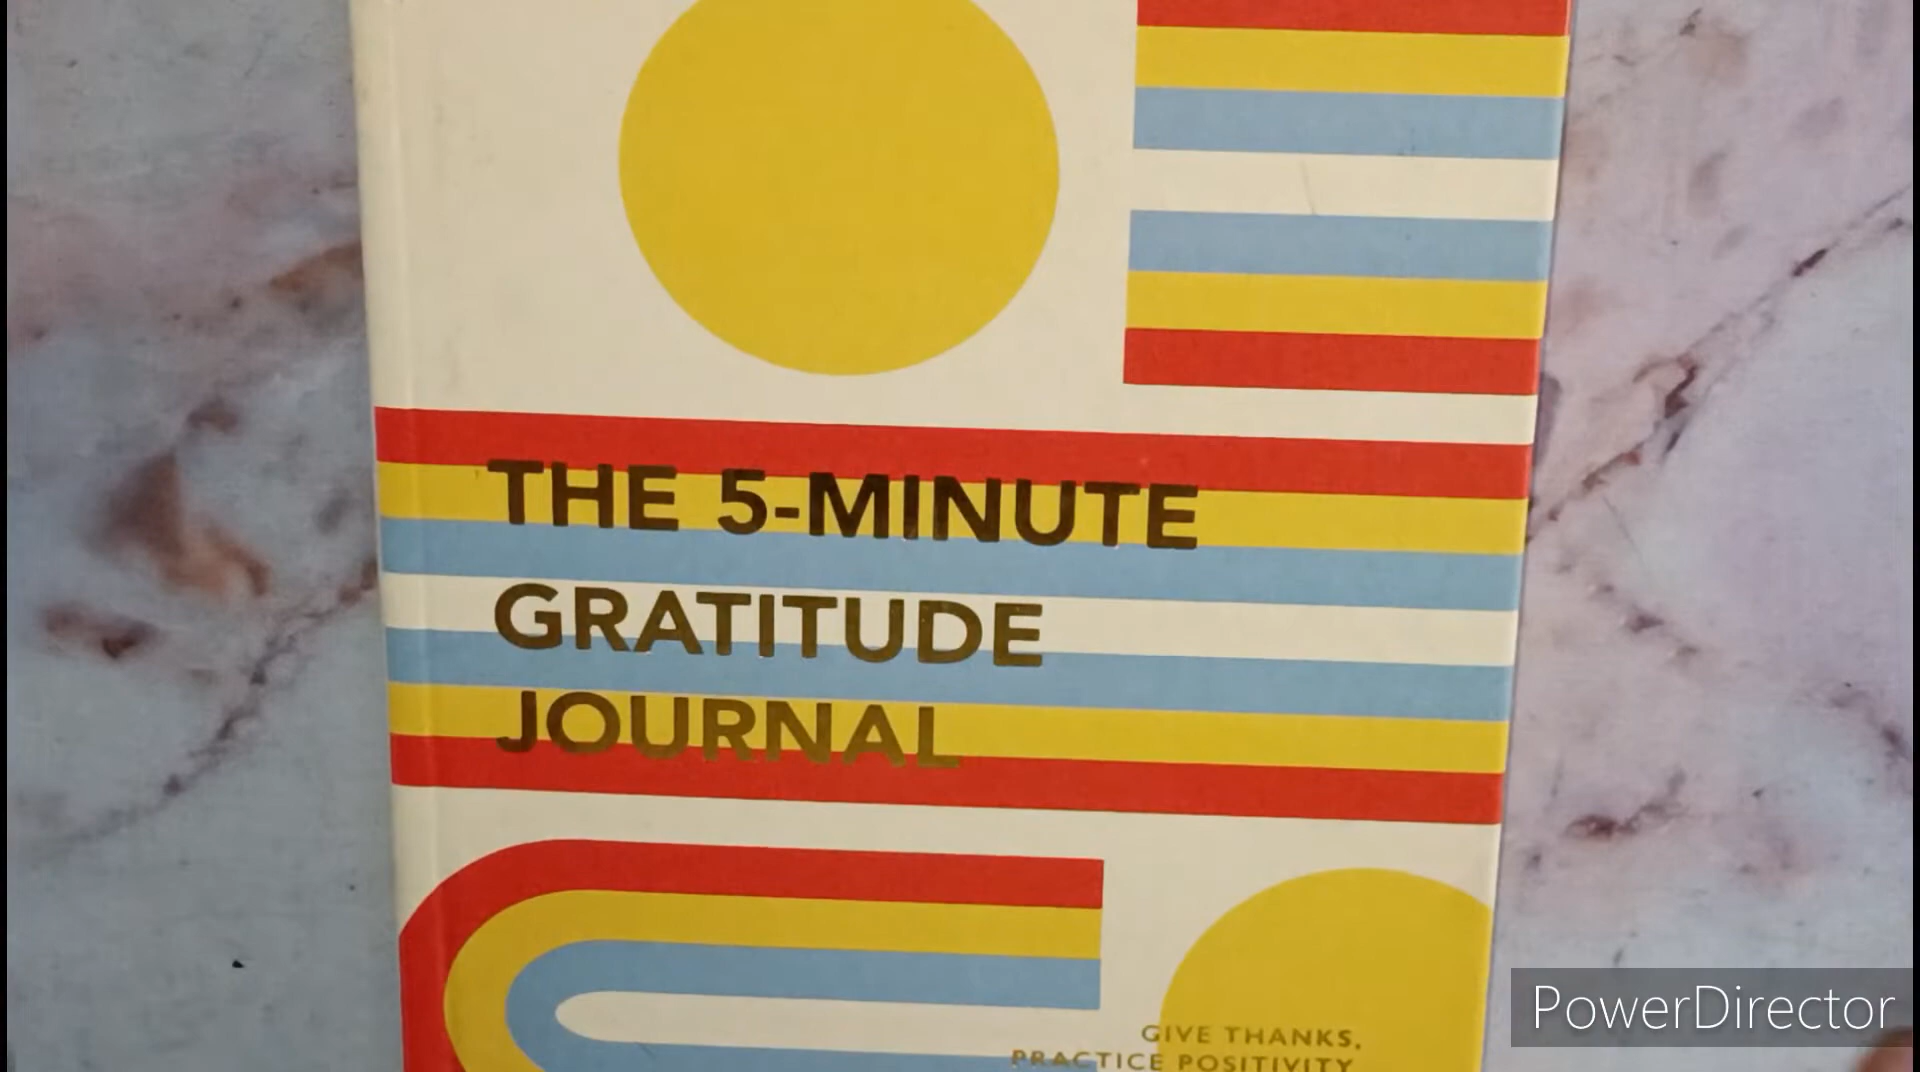 THE 5-MINUTE
GRATITUDE
JOURNAL
GIVE THANKS,
PRACTICE POSITIVITY
PowerDirector